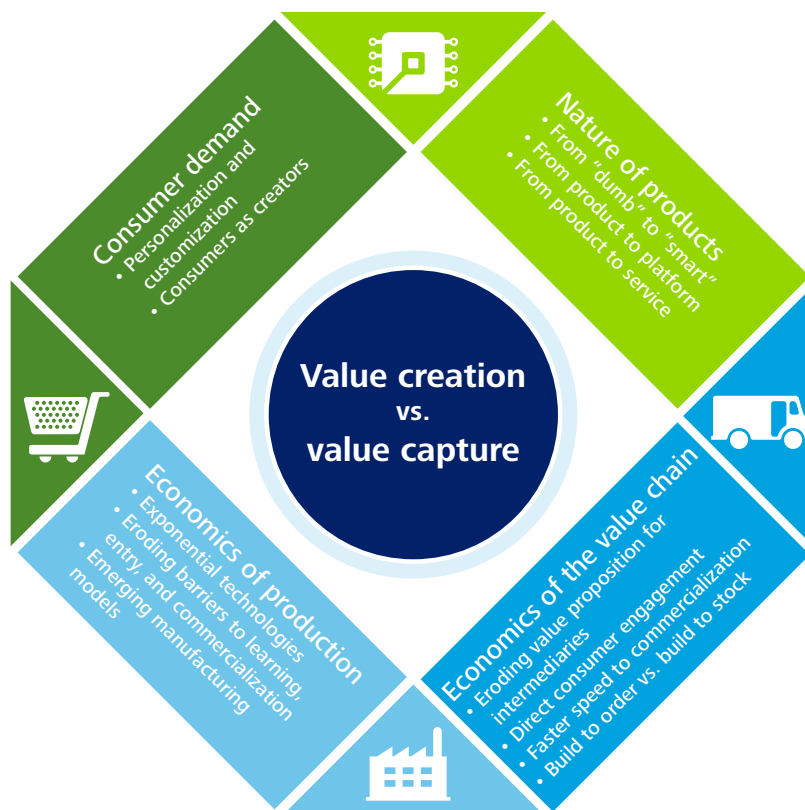 Consumer demand
• Personalization and
customization
• Consumers as creators
Nature of products
• From “dumb” to “smart”
• From product to platform
• From product to service
Value creation
vs.
value capture
Economics of production
• Exponential technologies
• Eroding barriers to learning,
entry, and commercialization
• Emerging manufacturing
models
Economics of the value chain
• Eroding value proposition for
intermediaries
• Direct consumer engagement
• Faster speed to commercialization
• Build to order vs. build to stock